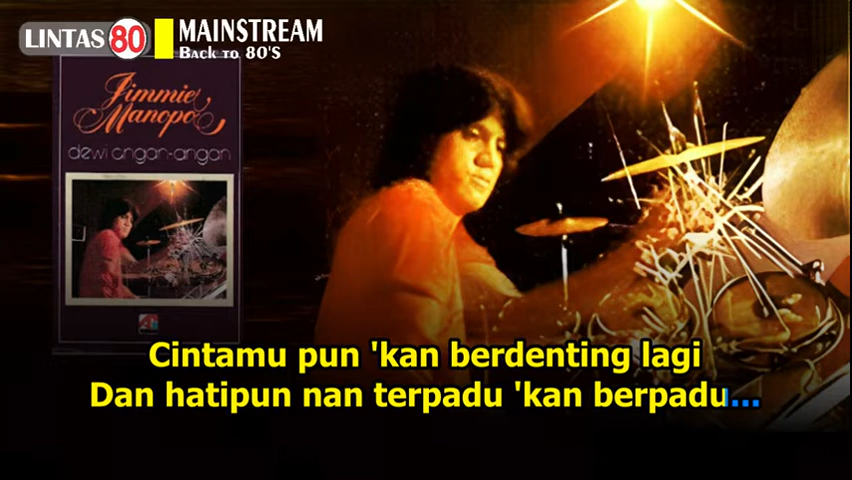 LINTAS 80
MAINSTREAM
BACK TO 80'S
Jimmie
Manopo
dewi angan-angan
Cintamu pun 'kan berdenting lagi
Dan hatipun nan terpadu 'kan berpadu...